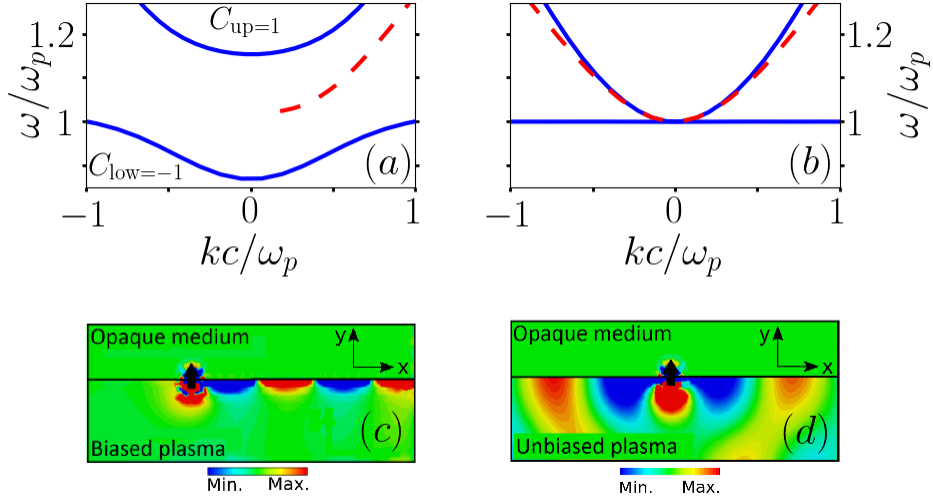 C_up=1
C_low=−1
1.2
1
ω/ω_p
(a)
−1 0 1
kc/ω_p
1.2
1
ω/ω_p
(b)
−1 0 1
kc/ω_p
Opaque medium
y
x
Biased plasma
(c)
Min. Max.
Opaque medium
y
x
Unbiased plasma
(d)
Min. Max.